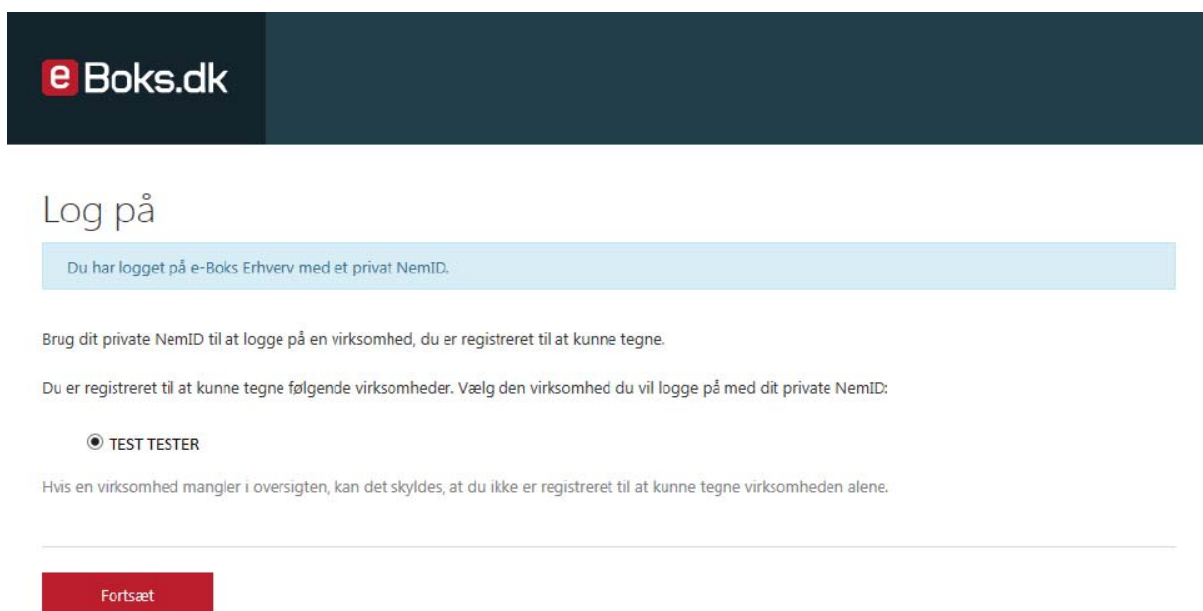 e Boks.dk
Log på
Du har logget på e-Boks Erhverv med et privat NemID.
Brug dit private NemID til at logge på en virksomhed, du er registreret til at kunne tegne.
Du er registreret til at kunne tegne følgende virksomheder. Vælg den virksomhed du vil logge på med dit private NemID:
TEST TESTER
Hvis en virksomhed mangler i oversigten, kan det skyldes, at du ikke er registreret til at kunne tegne virksomheden alene.
Fortsæt